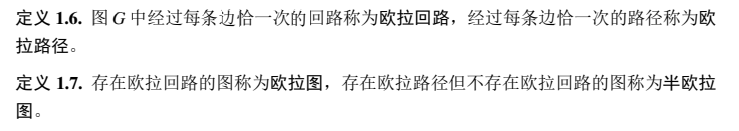 定义 1.6. 图 G 中经过每条边恰一次的回路称为欧拉回路，经过每条边恰一次的路径称为欧
拉路径。
定义 1.7. 存在欧拉回路的图称为欧拉图，存在欧拉路径但不存在欧拉回路的图称为半欧拉
图。